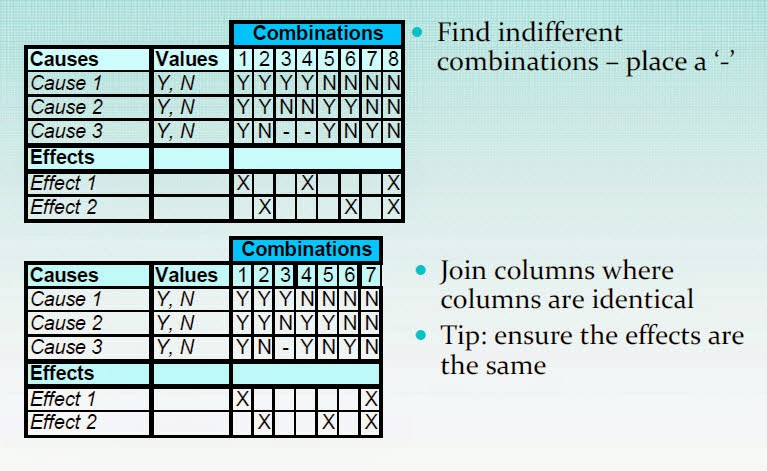 Combinations
Causes Values 1 2 3 4 5 6 7 8
Cause 1 Y, N Y Y Y Y N N N N
Cause 2 Y, N Y Y N N Y Y N N
Cause 3 Y, N Y N - - Y N Y N
Effects
Effect 1 X X X
Effect 2 X X X
• Find indifferent
combinations – place a ‘-’
Combinations
Causes Values 1 2 3 4 5 6 7
Cause 1 Y, N Y Y Y N N N N
Cause 2 Y, N Y Y N Y Y N N
Cause 3 Y, N Y N - Y N Y N
Effects
Effect 1 X X
Effect 2 X X X
• Join columns where
columns are identical
• Tip: ensure the effects are
the same